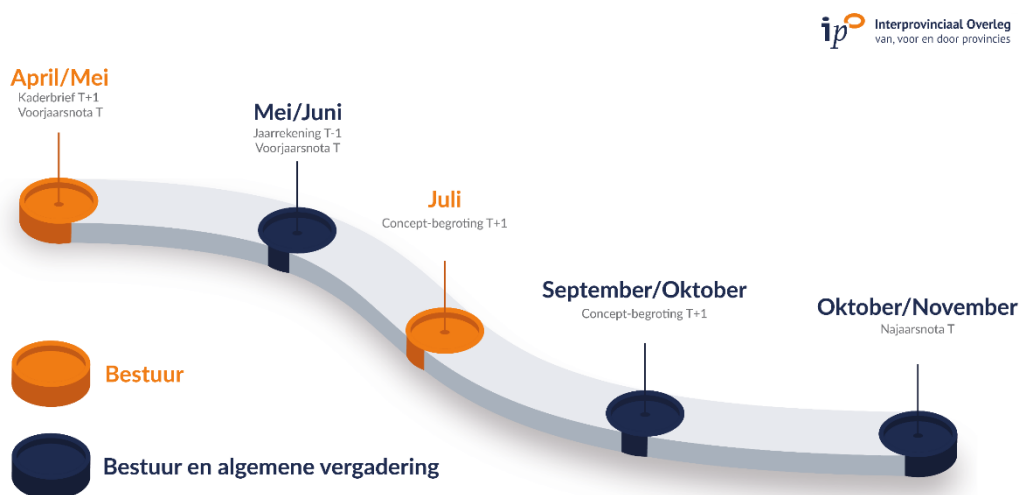 ipo
Interprovinciaal Overleg
van, voor en door provincies
April/Mei
Kaderbrief T+1
Voorjaarsnota T
Mei/Juni
Jaarrekening T-1
Voorjaarsnota T
Juli
Concept-begroting T+1
September/Oktober
Concept-begroting T+1
Oktober/November
Najaarsnota T
Bestuur
Bestuur en algemene vergadering